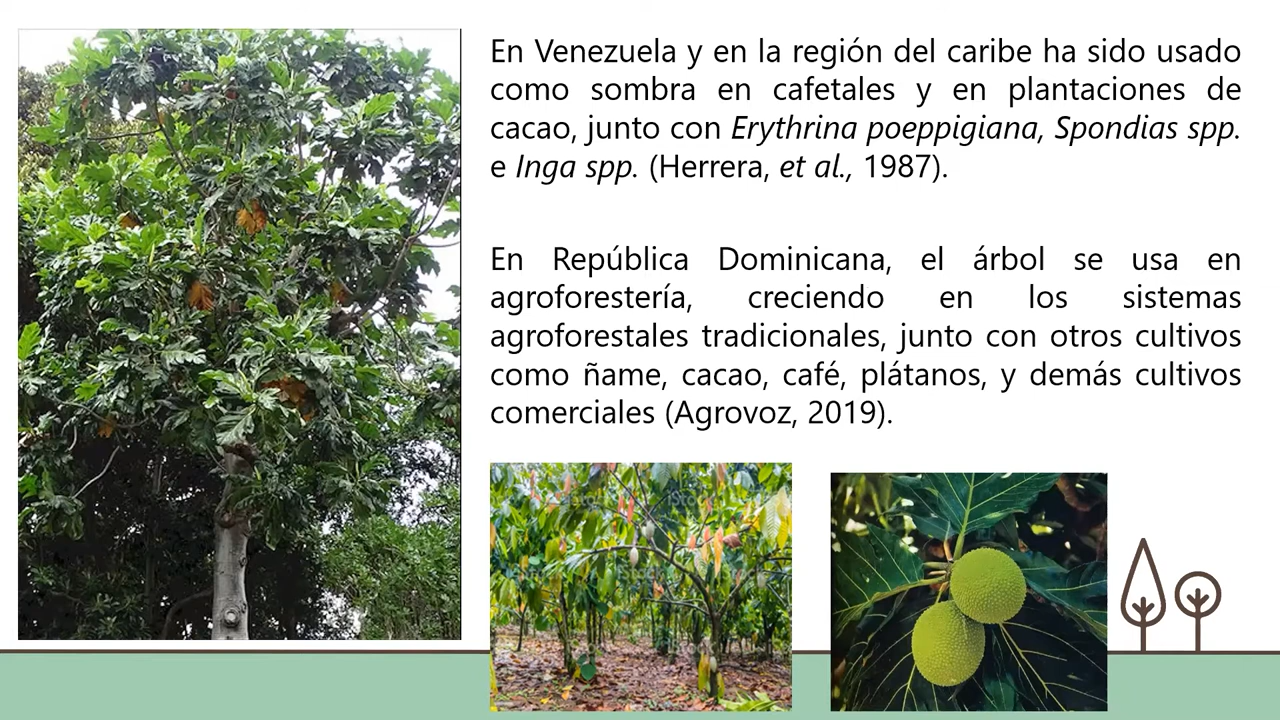 En Venezuela y en la región del caribe ha sido usado
como sombra en cafetales y en plantaciones de
cacao, junto con Erythrina poeppigiana, Spondias spp.
e Inga spp. (Herrera, et al., 1987).
En República Dominicana, el árbol se usa en
agroforestería, creciendo en los sistemas
agroforestales tradicionales, junto con otros cultivos
como ñame, cacao, café, plátanos, y demás cultivos
comerciales (Agrovoz, 2019).
iStock